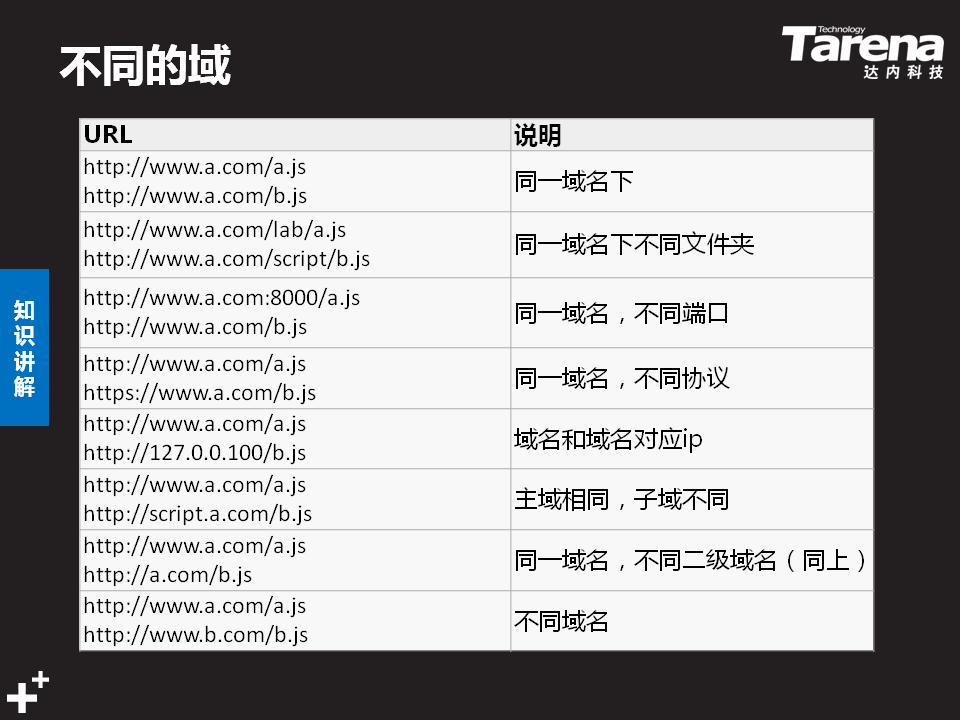 不同的域
Technology
Tarena
达内科技
URL
说明
http://www.a.com/a.js
http://www.a.com/b.js
同一域名下
http://www.a.com/lab/a.js
http://www.a.com/script/b.js
同一域名下不同文件夹
http://www.a.com:8000/a.js
http://www.a.com/b.js
同一域名，不同端口
http://www.a.com/a.js
https://www.a.com/b.js
同一域名，不同协议
http://www.a.com/a.js
http://127.0.0.100/b.js
域名和域名对应ip
http://www.a.com/a.js
http://script.a.com/b.js
主域相同，子域不同
http://www.a.com/a.js
http://a.com/b.js
同一域名，不同二级域名（同上）
http://www.a.com/a.js
http://www.b.com/b.js
不同域名
知识讲解